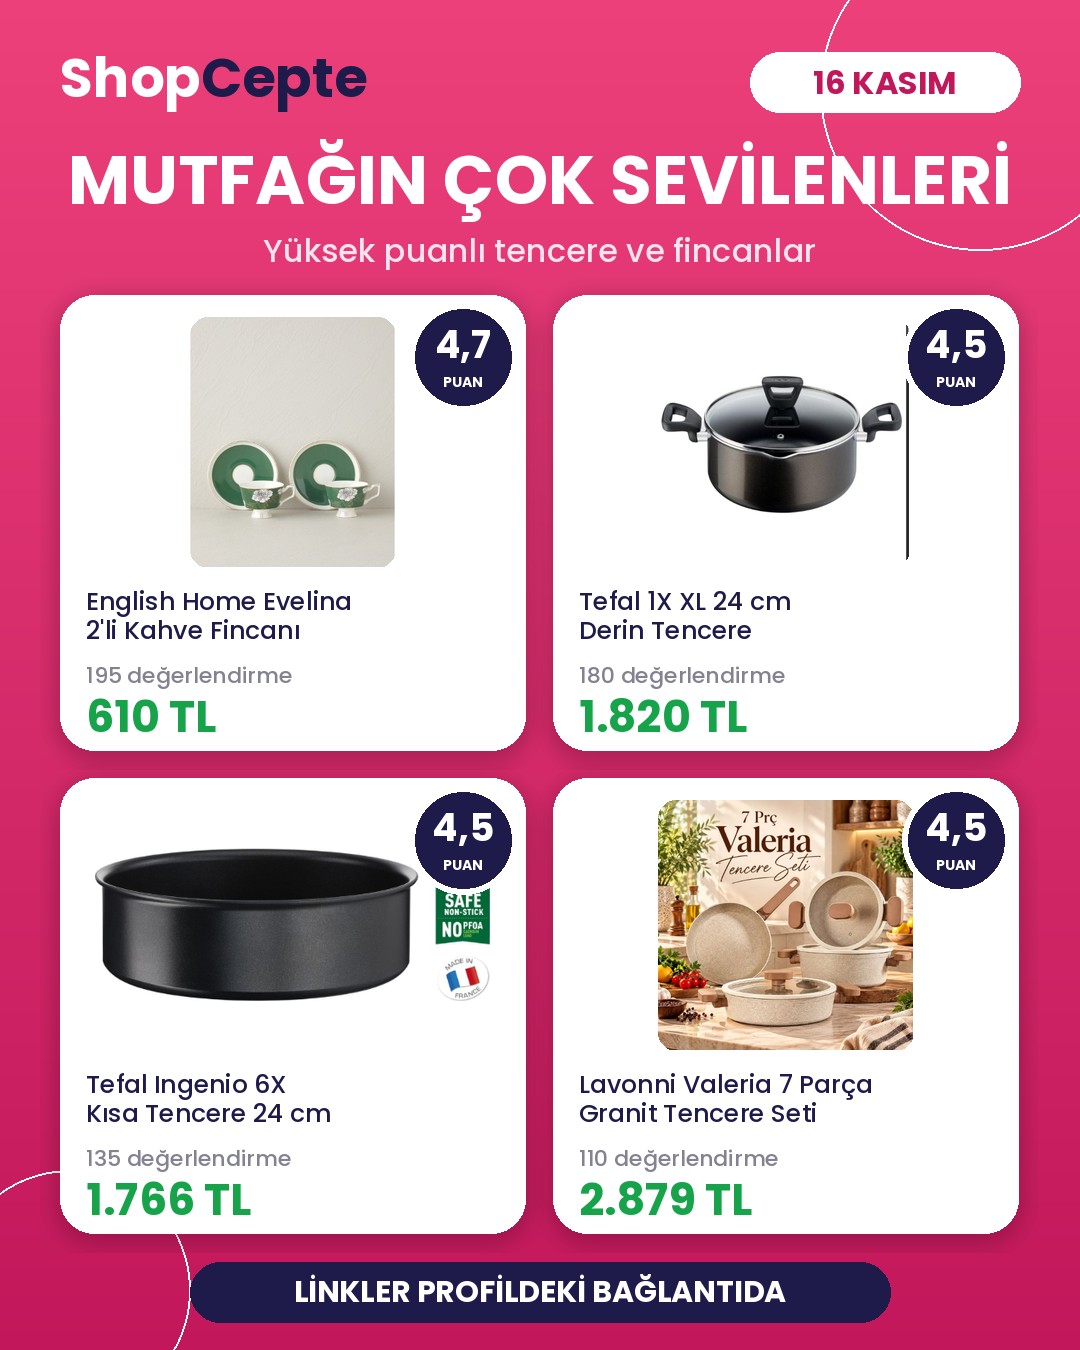 ShopCepte
16 KASIM
MUTFAĞIN ÇOK SEVİLENLERİ
Yüksek puanlı tencere ve fincanlar
4,7
PUAN
English Home Evelina
2'li Kahve Fincanı
195 değerlendirme
610 TL
4,5
PUAN
Tefal 1X XL 24 cm
Derin Tencere
180 değerlendirme
1.820 TL
4,5
PUAN
SAFE
NON-STICK
NO PFOA
MADE IN
FRANCE
Tefal Ingenio 6X
Kısa Tencere 24 cm
135 değerlendirme
1.766 TL
4,5
PUAN
7 Prç
Valeria
Tencere Seti
Lavonni Valeria 7 Parça
Granit Tencere Seti
110 değerlendirme
2.879 TL
LİNKLER PROFİLDEKİ BAĞLANTIDA